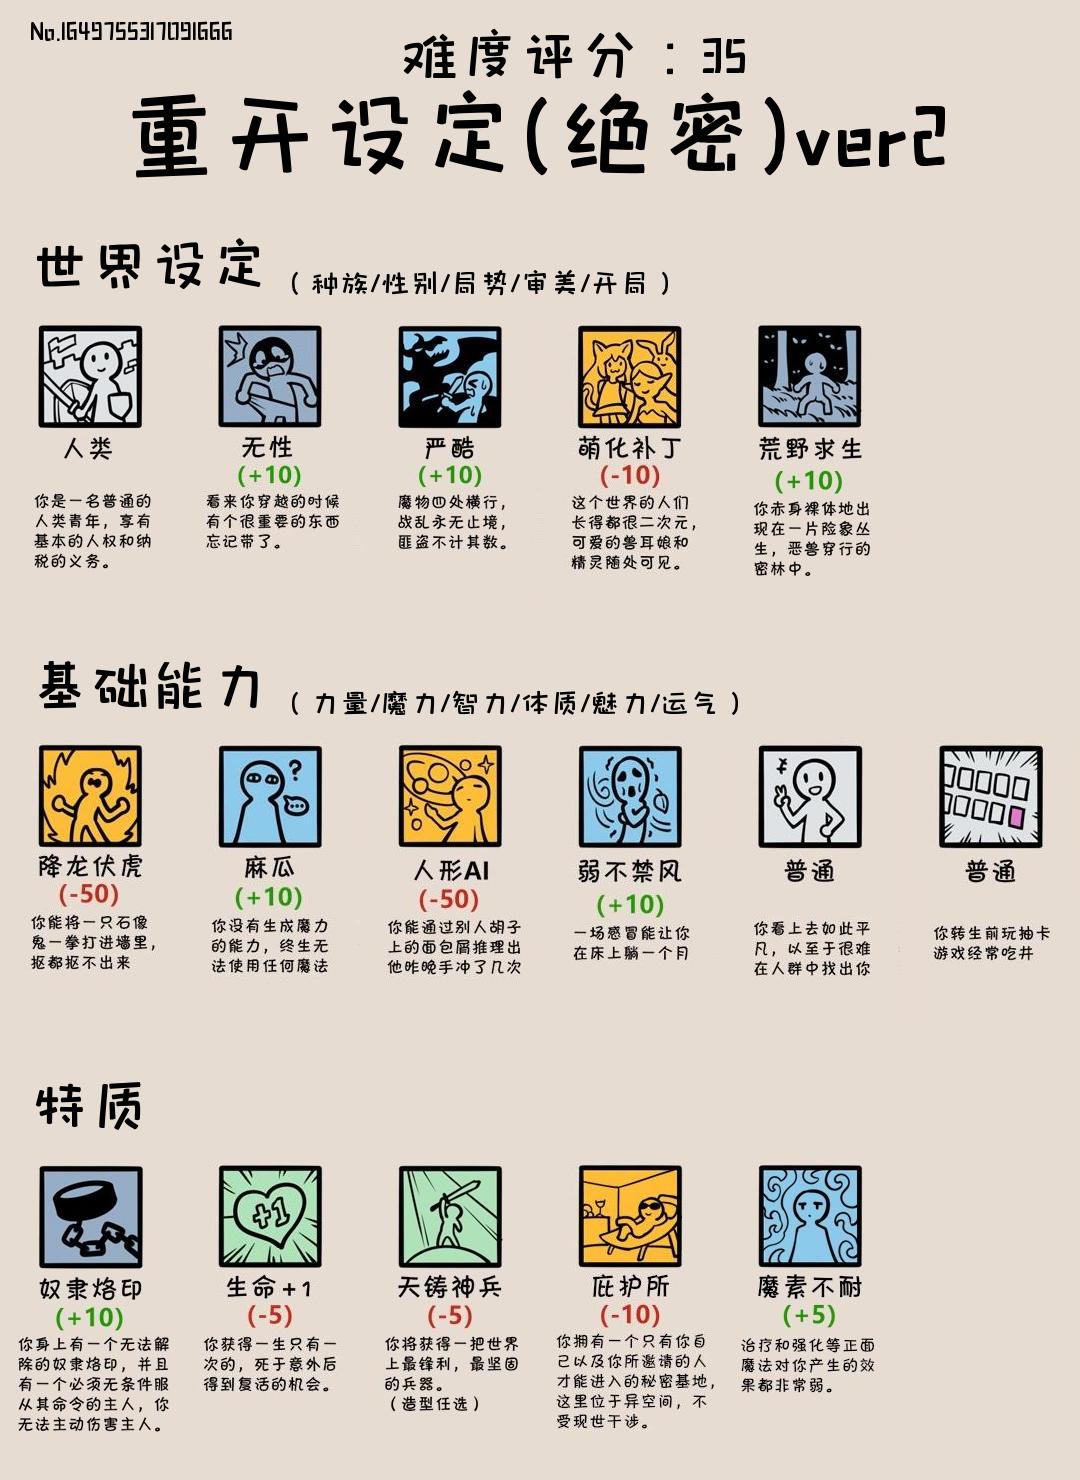 No.1649755317091666
难度评分：35
重开设定(绝密)ver2
世界设定 (种族/性别/局势/审美/开局)
人类
你是一名普通的
人类青年，享有
基本的人权和纳
税的义务。
无性
(+10)
看来你穿越的时候
有个很重要的东西
忘记带了。
严酷
(+10)
魔物四处横行，
战乱永无止境，
匪盗不计其数。
萌化补丁
(-10)
这个世界的人们
长得都很二次元，
可爱的兽耳娘和
精灵随处可见。
荒野求生
(+10)
你赤身裸体地出
现在一片险象丛
生，恶兽穿行的
密林中。
基础能力 (力量/魔力/智力/体质/魅力/运气)
降龙伏虎
(-50)
你能将一只石像
鬼一拳打进墙里，
抠都抠不出来
麻瓜
(+10)
你没有生成魔力
的能力，终生无
法使用任何魔法
人形AI
(-50)
你能通过别人胡子
上的面包屑推理出
他昨晚手冲了几次
弱不禁风
(+10)
一场感冒能让你
在床上躺一个月
普通
你看上去如此平
凡，以至于很难
在人群中找出你
普通
你转生前玩抽卡
游戏经常吃井
特质
奴隶烙印
(+10)
你身上有一个无法解
除的奴隶烙印，并且
有一个必须无条件服
从其命令的主人，你
无法主动伤害主人。
生命+1
(-5)
你获得一生只有一
次的，死于意外后
得到复活的机会。
天铸神兵
(-5)
你将获得一把世界
上最锋利，最坚固
的兵器。
(造型任选)
庇护所
(-10)
你拥有一个只有你自
己以及你所邀请的人
才能进入的秘密基地，
这里位于异空间，不
受现世干涉。
魔素不耐
(+5)
治疗和强化等正面
魔法对你产生的效
果都非常弱。
+1